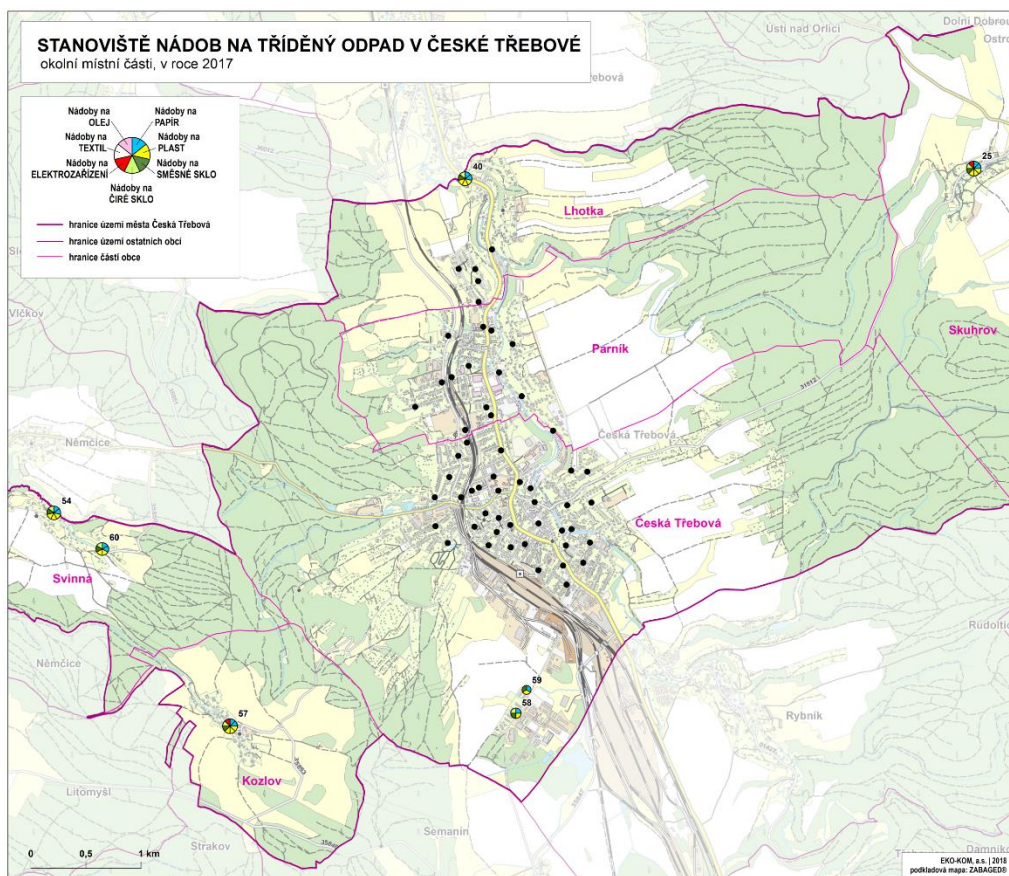 STANOVIŠTĚ NÁDOB NA TŘÍDĚNÝ ODPAD V ČESKÉ TŘEBOVÉ
okolní místní části, v roce 2017
Nádoby na
OLEJ
Nádoby na
PAPÍR
Nádoby na
TEXTIL
Nádoby na
PLAST
Nádoby na
ELEKTROZAŘÍZENÍ
Nádoby na
SMĚSNÉ SKLO
Nádoby na
ČIRÉ SKLO
hranice území města Česká Třebová
hranice území ostatních obcí
hranice částí obce
Ústí nad Orlicí
Dolní Dobrou
Ostro
Třebová
40
25
Lhotka
Vlčkov
Skuhrov
Parník
31512
Němčice
Česká Třebová
54
60
Česká Třebová
Svinná
Rudoltic
Němčice
59
58
57
Rybník
Kozlov
Litomyšl
Semanín
Strakov
Damníko
0 0,5 1 km
EKO-KOM, a.s. | 2018
podkladová mapa: ZABAGED®